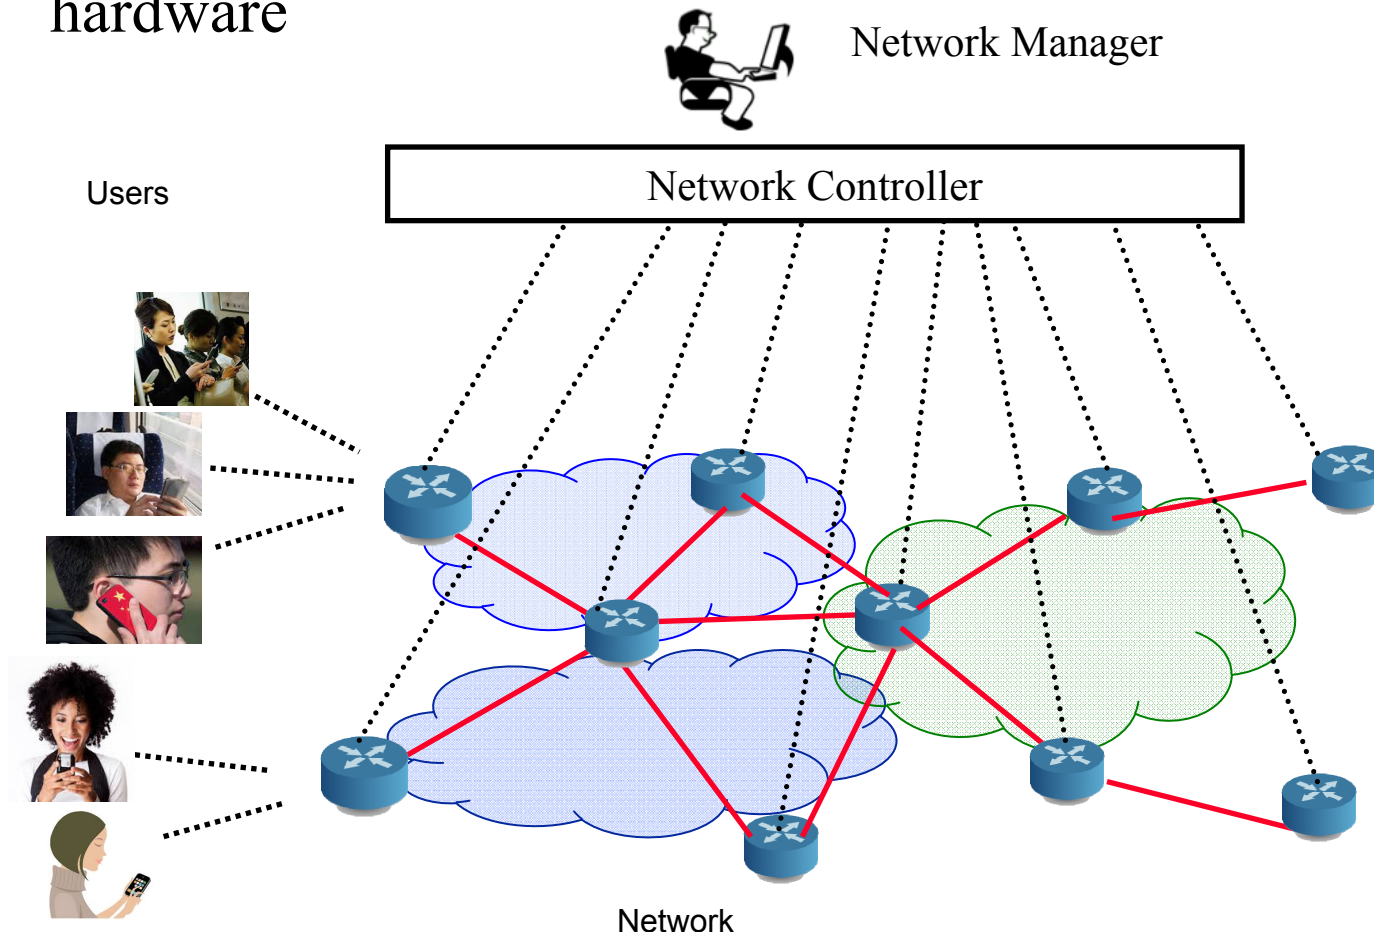 hardware
Network Manager
Network Controller
Users
Network